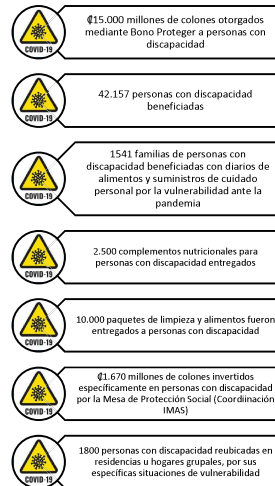 ₡15.000 millones de colones otorgados
mediante Bono Proteger a personas con
discapacidad
COVID-19
42.157 personas con discapacidad
beneficiadas
COVID-19
1541 familias de personas con
discapacidad beneficiadas con diarios de
alimentos y suministros de cuidado
personal por la vulnerabilidad ante la
pandemia
COVID-19
2.500 complementos nutricionales para
personas con discapacidad entregados
COVID-19
10.000 paquetes de limpieza y alimentos fueron
entregados a personas con discapacidad
COVID-19
₡1.670 millones de colones invertidos
específicamente en personas con discapacidad
por la Mesa de Protección Social (Coordiinación
IMAS)
COVID-19
1800 personas con discapacidad reubicadas en
residencias u hogares grupales, por sus
específicas situaciones de vulnerabilidad
COVID-19